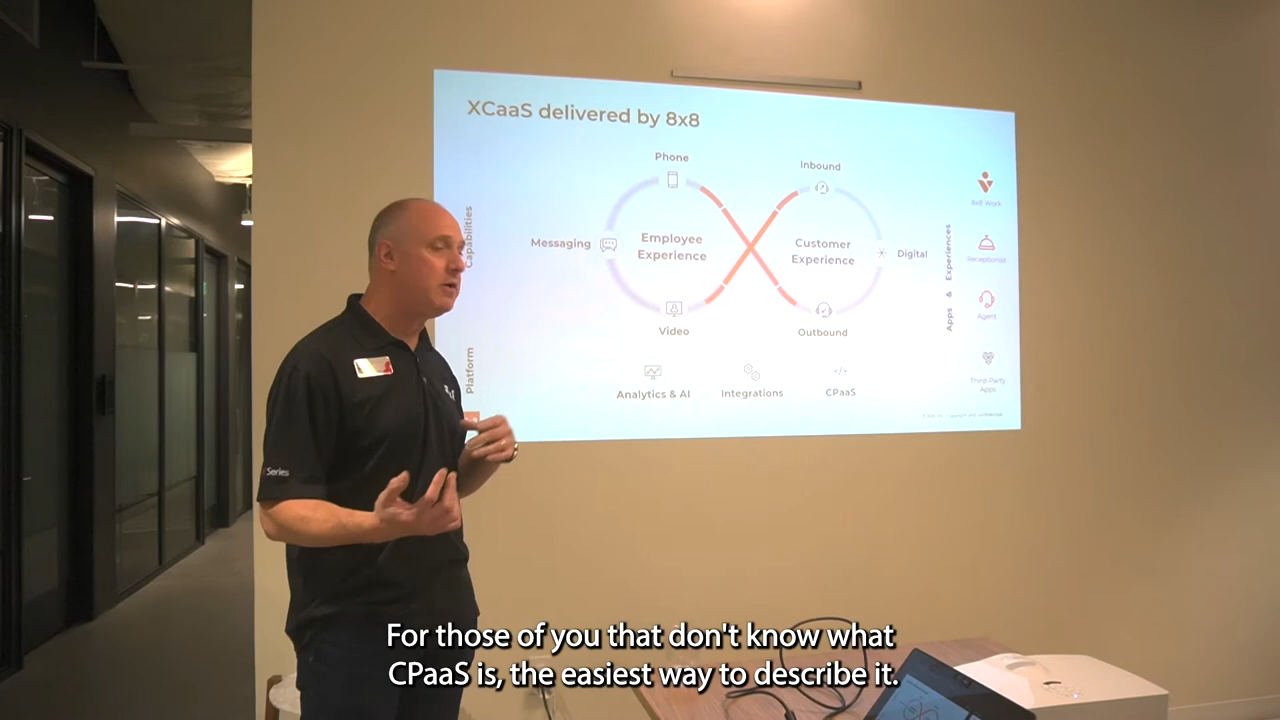 XCaaS delivered by 8x8
Phone
Inbound
Capabilities
Messaging
Employee
Experience
Customer
Experience
Digital
Video
Outbound
Platform
Analytics & AI
Integrations
</>
CPaaS
Apps & Experiences
8x8 Work
Receptionist
Agent
Third Party
Apps
Series
For those of you that don't know what
CPaaS is, the easiest way to describe it.